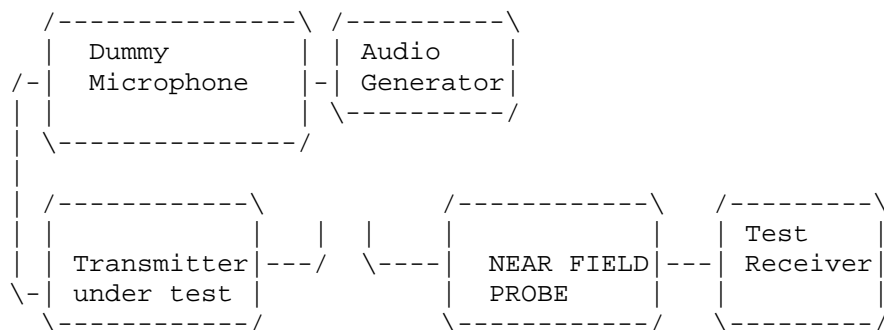 Dummy
Microphone
Audio
Generator
Transmitter
under test
NEAR FIELD
PROBE
Test
Receiver